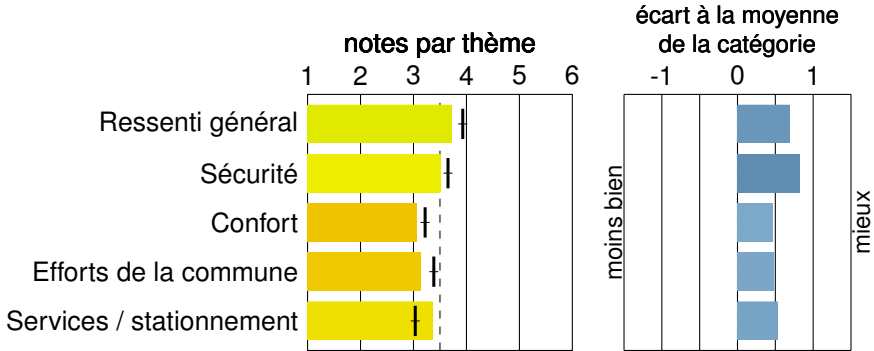 notes par thème
1 2 3 4 5 6
Ressenti général
Sécurité
Confort
Efforts de la commune
Services / stationnement
écart à la moyenne
de la catégorie
-1 0 1
moins bien
mieux